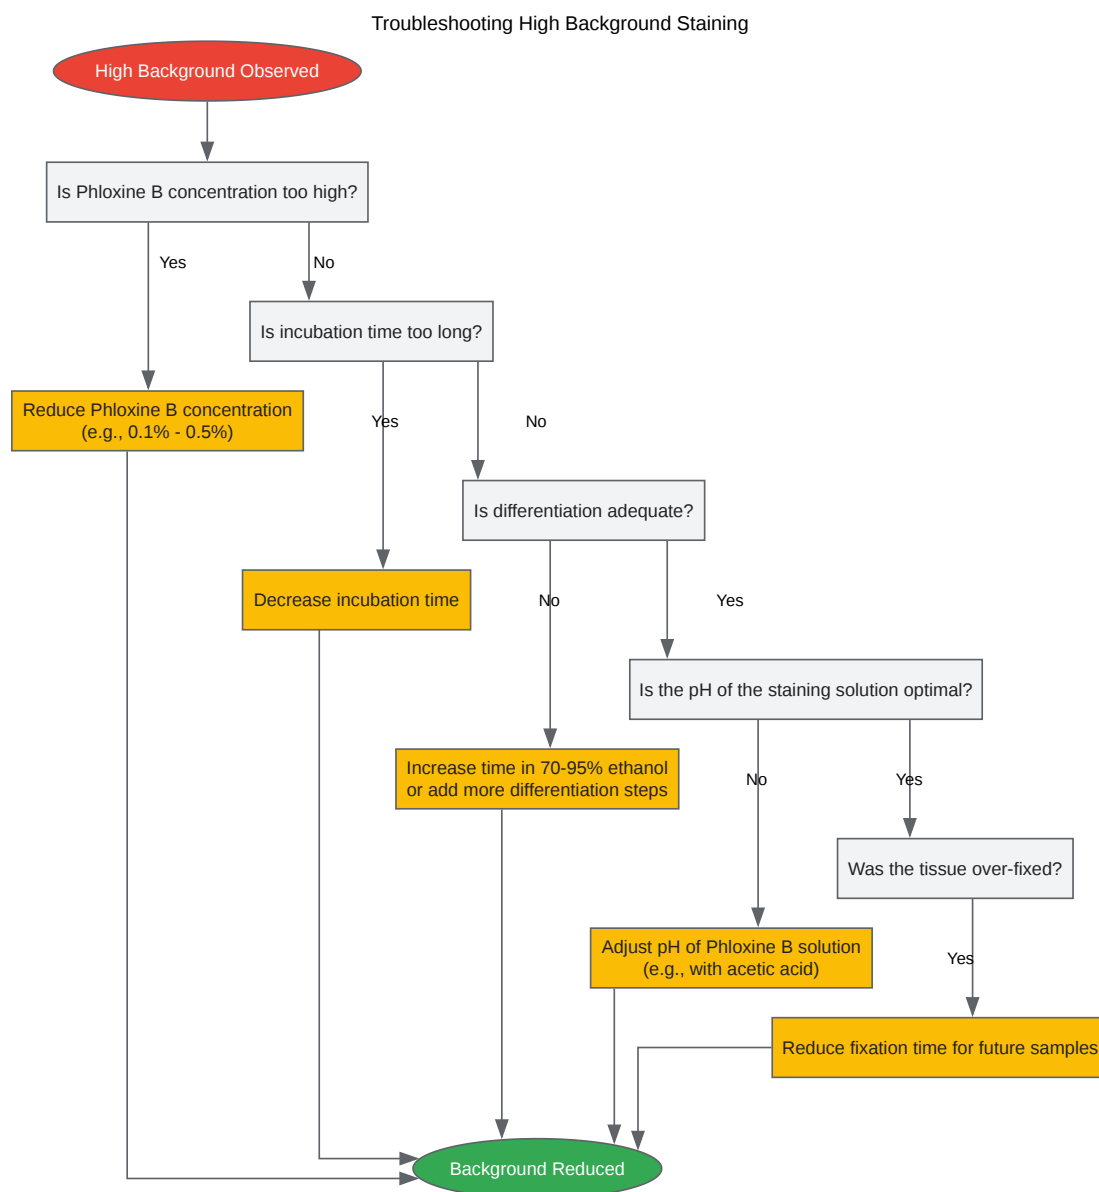 Troubleshooting High Background Staining
High Background Observed
Is Phloxine B concentration too high?
Yes
No
Is incubation time too long?
Reduce Phloxine B concentration
(e.g., 0.1% - 0.5%)
Yes
No
Is differentiation adequate?
Decrease incubation time
No
Yes
Is the pH of the staining solution optimal?
Increase time in 70-95% ethanol
or add more differentiation steps
No
Yes
Was the tissue over-fixed?
Adjust pH of Phloxine B solution
(e.g., with acetic acid)
Yes
Reduce fixation time for future samples
Background Reduced